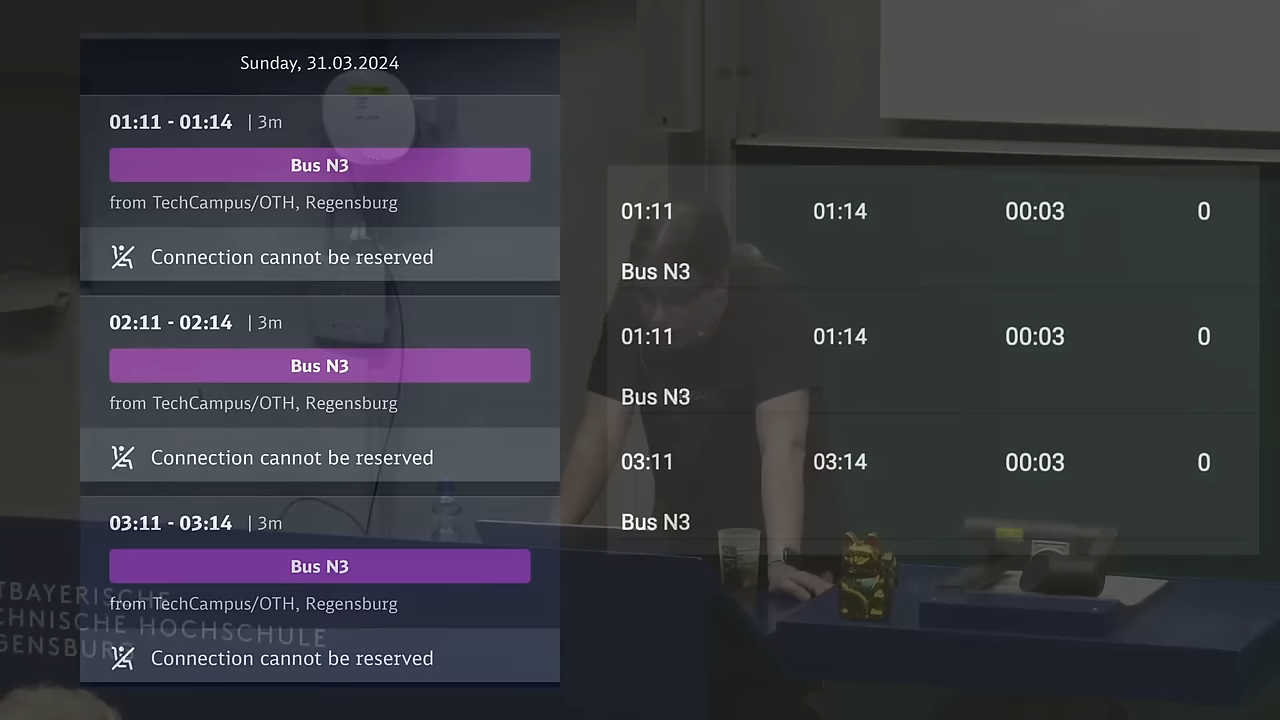 Sunday, 31.03.2024
01:11 - 01:14 | 3m
Bus N3
from TechCampus/OTH, Regensburg
Connection cannot be reserved
02:11 - 02:14 | 3m
Bus N3
from TechCampus/OTH, Regensburg
Connection cannot be reserved
03:11 - 03:14 | 3m
Bus N3
from TechCampus/OTH, Regensburg
Connection cannot be reserved
01:11 01:14 00:03 0
Bus N3
01:11 01:14 00:03 0
Bus N3
03:11 03:14 00:03 0
Bus N3
TBAYERISCHE
CHNISCHE HOCHSCHULE
GENSBURG